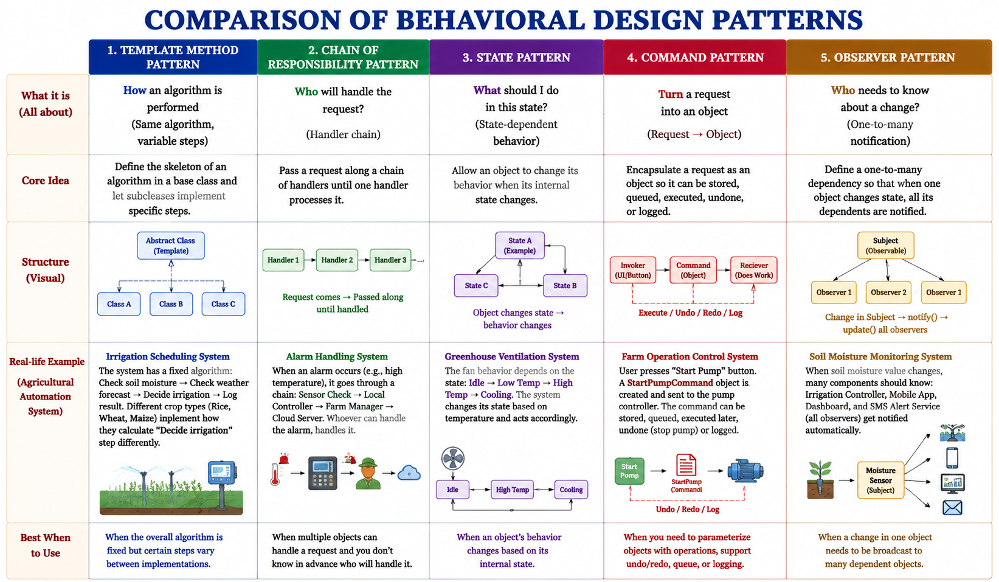 COMPARISON OF BEHAVIORAL DESIGN PATTERNS
1. TEMPLATE METHOD
PATTERN
2. CHAIN OF
RESPONSIBILITY PATTERN
3. STATE PATTERN
4. COMMAND PATTERN
5. OBSERVER PATTERN
What it is
(All about)
How an algorithm is
performed
(Same algorithm,
variable steps)
Who will handle the
request?
(Handler chain)
What should I do
in this state?
(State-dependent
behavior)
Turn a request
into an object
(Request → Object)
Who needs to know
about a change?
(One-to-many
notification)
Core Idea
Define the skeleton of an
algorithm in a base class and
let subcleases implement
specific steps.
Pass a request along a chain
of handlers until one handler
processes it.
Allow an object to change its
behavior when its internal
state changes.
Encapsulate a request as an
object so it can be stored,
queued, executed, undone,
or logged.
Define a one-to-many
dependency so that when one
object changes state, all its
dependents are notified.
Structure
(Visual)
Abstract Class
(Template)
Class A
Class B
Class C
Handler 1
Handler 2
Handler 3
...
Request comes → Passed along
until handled
State A
(Example)
State C
State B
Object changes state →
behavior changes
Invoker
(UI/Button)
Command
(Object)
Reciever
(Does Work)
Execute / Undo / Redo / Log
Subject
(Observable)
Observer 1
Observer 2
Observer 1
Change in Subject → notffy() →
update() all observers
Real-life Example
(Agricultural
Automation
System)
Irrigation Scheduling System
The system has a fixed algorithm:
Check soil moisture → Check weather
forecast → Decide irrigation → Log
result. Different crop types (Rice,
Wheat, Maize) implement how
they calculate “Decide irrigation”
step differently.
Alarm Handling System
When an alarm occurs (e.g., high
temperature), it goes through a
chain: Sensor Check → Local
Controller → Farm Manager →
Cloud Server. Whoever can handle
the alarm, handles it.
Greenhouse Ventilation System
The fan behavior depends on the
state: Idle → Low Temp → High
Temp → Cooling. The system
changes its state based on
temperature and acts accordingly.
Idle
High Temp
Cooling
Farm Operation Control System
User presses “Start Pump” button.
A StartPumpCommand object is
created and sent to the pump
controller. The command can be
stored, queued, executed later,
undone (stop pump) or logged.
Start
Pomp
StartPump
(Command!
Undo / Redo / Log
Soil Moisture Monitoring System
When soil moisture value changes,
many components should know:
Irrigation Controller, Mobile App,
Dashboard, and SMS Alert Service
(all observers) get notified
automatically.
Moisture
Sensor
(Subject)
Best When
to Use
When the overall algorithm is
fixed but certain steps vary
between implementations.
When multiple objects can
handle a request and you don’t
know in advance who will handle it.
When an object’s behavior
changes based on its
internal state.
When you need to parameterize
objects with operations, support
undo/redo, queue, or logging.
When a change in one object
needs to be broadcast to
many dependent objects.